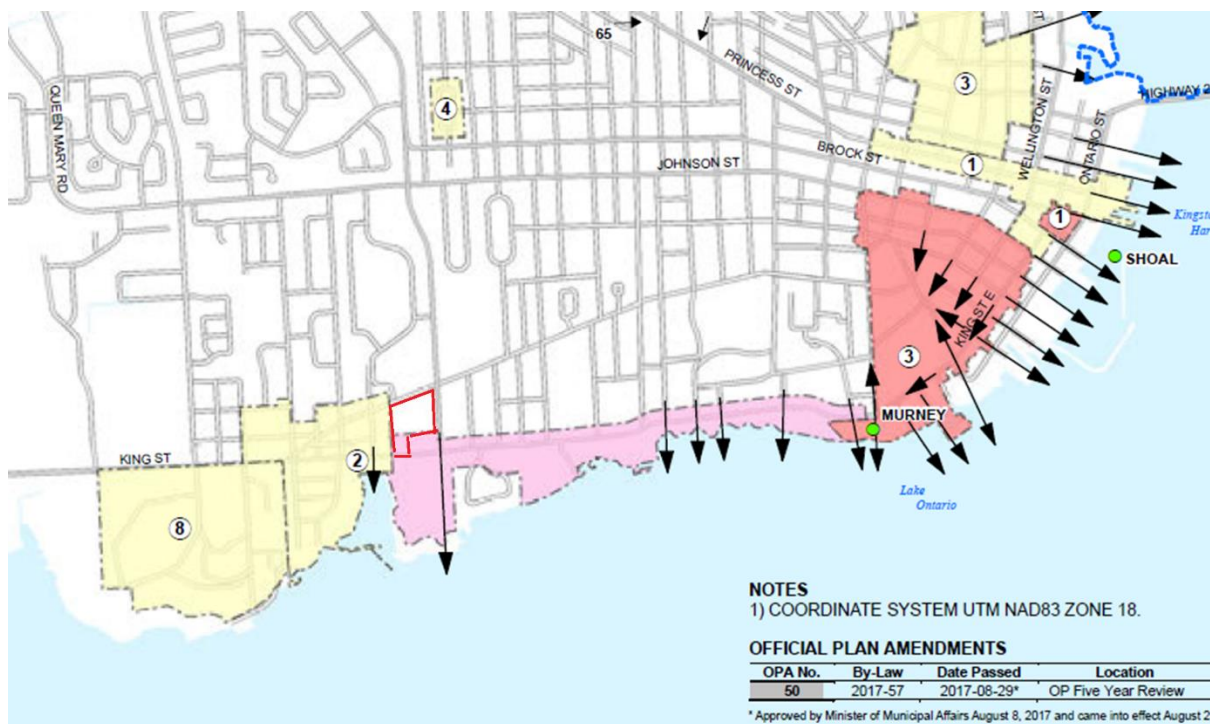 65
PRINCESS ST
QUEEN MARY RD
4
3
HIGHWAY 2
WELLINGTON ST
ONTARIO ST
BROCK ST
JOHNSON ST
1
1
SHOAL
KING ST E
3
MURNEY
KING ST
2
8
Lake
Ontario
NOTES
1) COORDINATE SYSTEM UTM NAD83 ZONE 18.
OFFICIAL PLAN AMENDMENTS
OPA No. By-Law Date Passed Location
50 2017-57 2017-08-29* OP Five Year Review
* Approved by Minister of Municipal Affairs August 8, 2017 and came into effect August 2